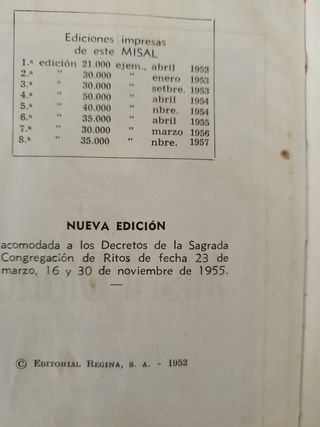 Ediciones impresas
de este MISAL
1.ª edición 21.000 ejem., abril 1952
2.ª " 30.000 " enero 1953
3.ª " 30.000 " setbre. 1953
4.ª " 50.000 " abril 1954
5.ª " 40.000 " nbre. 1954
6.ª " 35.000 " abril 1955
7.ª " 30.000 " marzo 1956
8.ª " 35.000 " nbre. 1957
NUEVA EDICIÓN
acomodada a los Decretos de la Sagrada
Congregación de Ritos de fecha 23 de
marzo, 16 y 30 de noviembre de 1955.
© EDITORIAL REGINA, S. A. - 1952